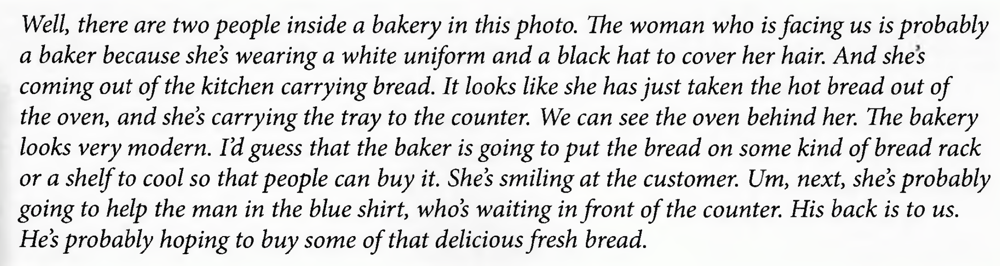 Well, there are two people inside a bakery in this photo. The woman who is facing us is probably
a baker because she’s wearing a white uniform and a black hat to cover her hair. And she’s
coming out of the kitchen carrying bread. It looks like she has just taken the hot bread out of
the oven, and she’s carrying the tray to the counter. We can see the oven behind her. The bakery
looks very modern. I’d guess that the baker is going to put the bread on some kind of bread rack
or a shelf to cool so that people can buy it. She’s smiling at the customer. Um, next, she’s probably
going to help the man in the blue shirt, who’s waiting in front of the counter. His back is to us.
He’s probably hoping to buy some of that delicious fresh bread.